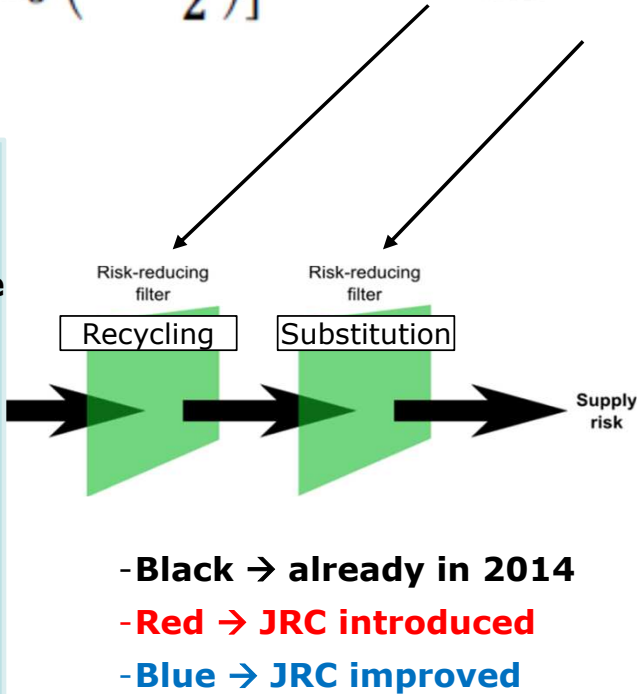 2
Risk-reducing
filter
Risk-reducing
filter
e
Recycling
Substitution
Supply
risk
-Black → already in 2014
-Red → JRC introduced
-Blue → JRC improved